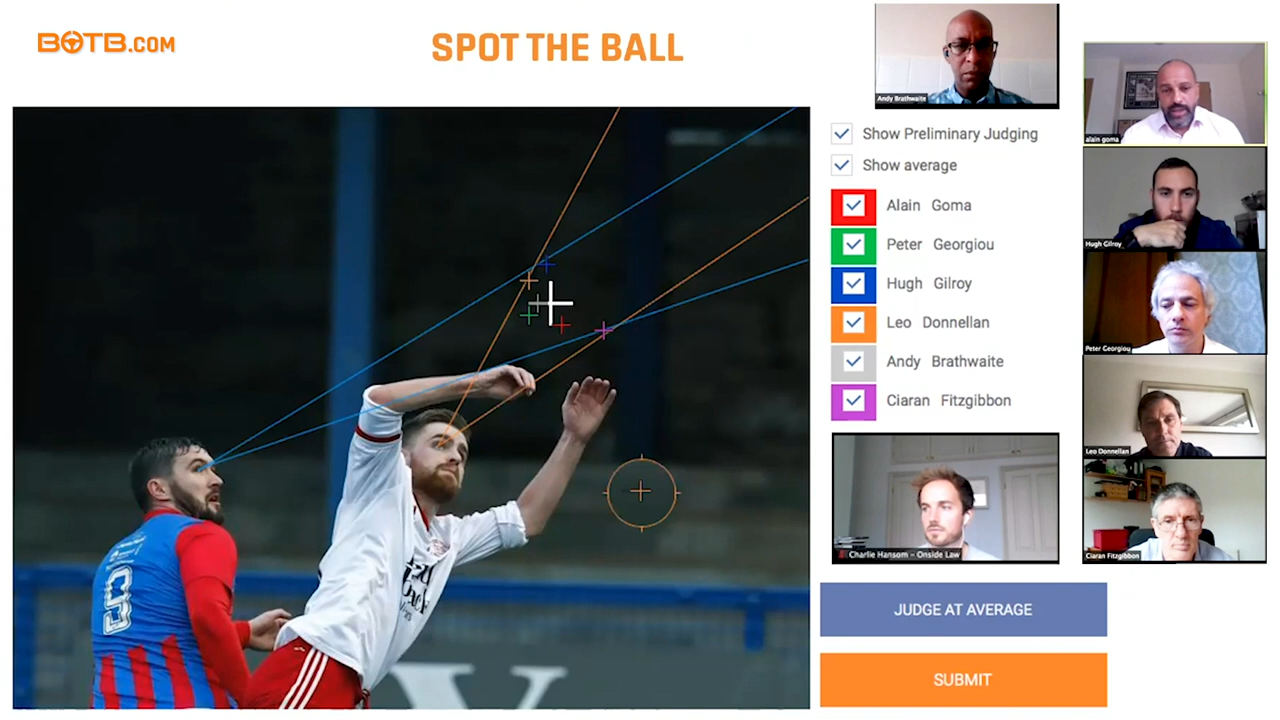 BOTB.COM
SPOT THE BALL
Andy Brathwaite
alain goma
Show Preliminary Judging
Show average
Alain Goma
Peter Georgiou
Hugh Gilroy
Leo Donnellan
Andy Brathwaite
Ciaran Fitzgibbon
Hugh Gilroy
Peter Georgiou
Leo Donnellan
Ciaran Fitzgibbon
Charlie Hansom – Onside Law
9
JUDGE AT AVERAGE
SUBMIT